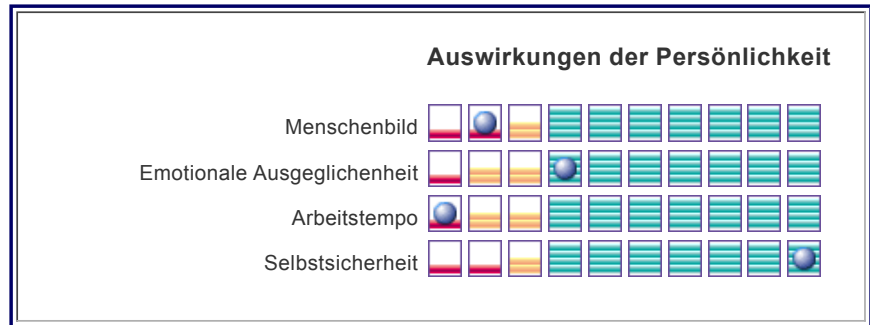 Auswirkungen der Persönlichkeit
Menschenbild
Emotionale Ausgeglichenheit
Arbeitstempo
Selbstsicherheit